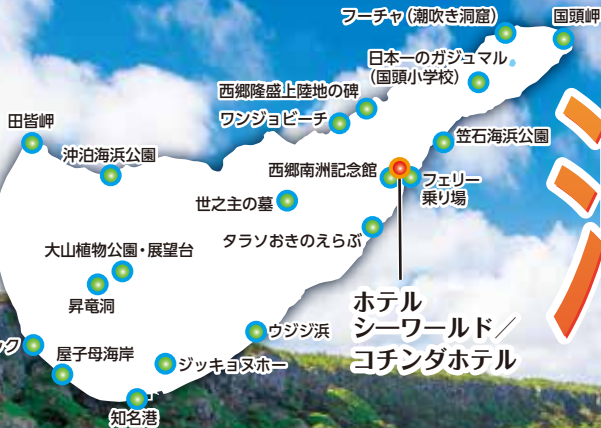 フーチャ(潮吹き洞窟)
国頭岬
日本一のガジュマル
(国頭小学校)
西郷隆盛上陸地の碑
ワンジョビーチ
田皆岬
沖泊海浜公園
笠石海浜公園
西郷南洲記念館
フェリー
乗り場
世之主の墓
タラソおきのえらぶ
大山植物公園・展望台
昇竜洞
ホテル
シーワールド/
コチンダホテル
ウジジ浜
ック
屋子母海岸
ジッキョヌホー
知名港